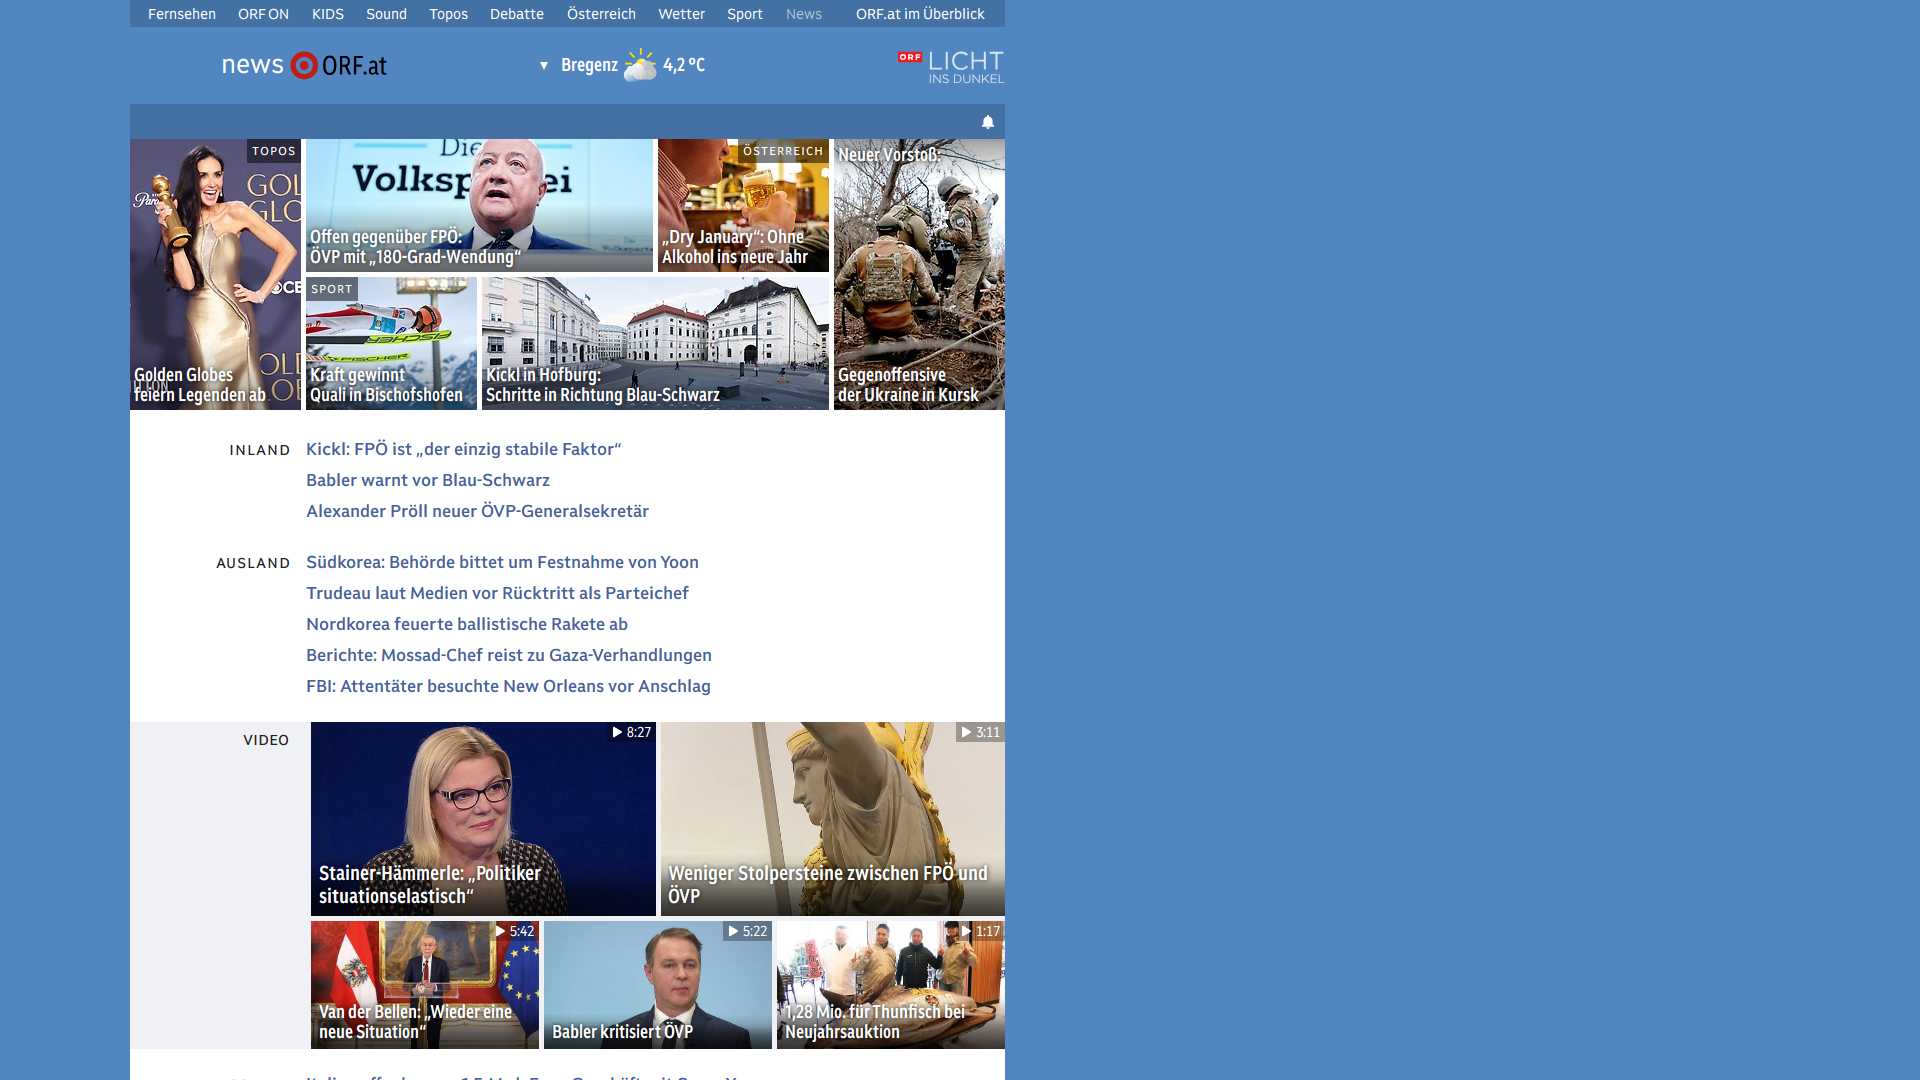 Fernsehen ORF ON KIDS Sound Topos Debatte Österreich Wetter Sport News ORF.at im Überblick
news ORF.at
Bregenz 4,2 °C
ORF LICHT
INS DUNKEL
TOPOS
Golden Globes
feiern Legenden ab
Die
Offen gegenüber FPÖ:
ÖVP mit „180-Grad-Wendung“
ÖSTERREICH
„Dry January“: Ohne
Alkohol ins neue Jahr
Neuer Vorstoß:
Gegenoffensive
der Ukraine in Kursk
SPORT
FISCHER
Kraft gewinnt
Quali in Bischofshofen
Kickl in Hofburg:
Schritte in Richtung Blau-Schwarz
INLAND
Kickl: FPÖ ist „der einzig stabile Faktor“
Babler warnt vor Blau-Schwarz
Alexander Pröll neuer ÖVP-Generalsekretär
AUSLAND
Südkorea: Behörde bittet um Festnahme von Yoon
Trudeau laut Medien vor Rücktritt als Parteichef
Nordkorea feuerte ballistische Rakete ab
Berichte: Mossad-Chef reist zu Gaza-Verhandlungen
FBI: Attentäter besuchte New Orleans vor Anschlag
VIDEO
8:27
Stainer-Hämmerle: „Politiker
situationselastisch“
3:11
Weniger Stolpersteine zwischen FPÖ und
ÖVP
5:42
Van der Bellen: „Wieder eine
neue Situation“
5:22
Babler kritisiert ÖVP
1:17
1,28 Mio. für Thunfisch bei
Neujahrsauktion